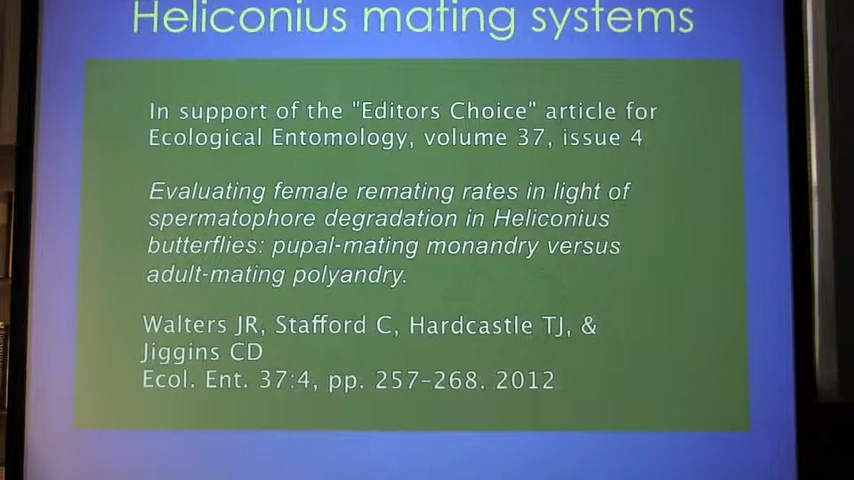 Heliconius mating systems
In support of the "Editors Choice" article for
Ecological Entomology, volume 37, issue 4
Evaluating female remating rates in light of
spermatophore degradation in Heliconius
butterflies: pupal-mating monandry versus
adult-mating polyandry.
Walters JR, Stafford C, Hardcastle TJ, &
Jiggins CD
Ecol. Ent. 37:4, pp. 257-268. 2012